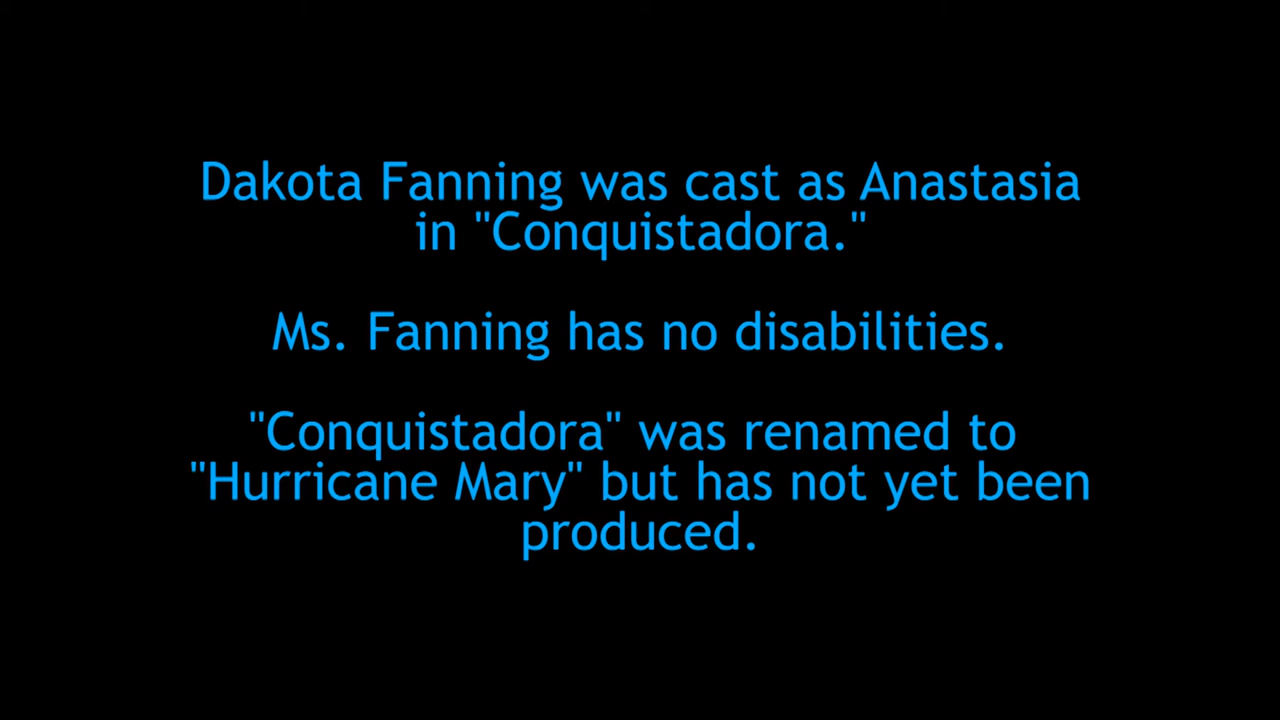 Dakota Fanning was cast as Anastasia
in "Conquistadora."
Ms. Fanning has no disabilities.
"Conquistadora" was renamed to
"Hurricane Mary" but has not yet been
produced.